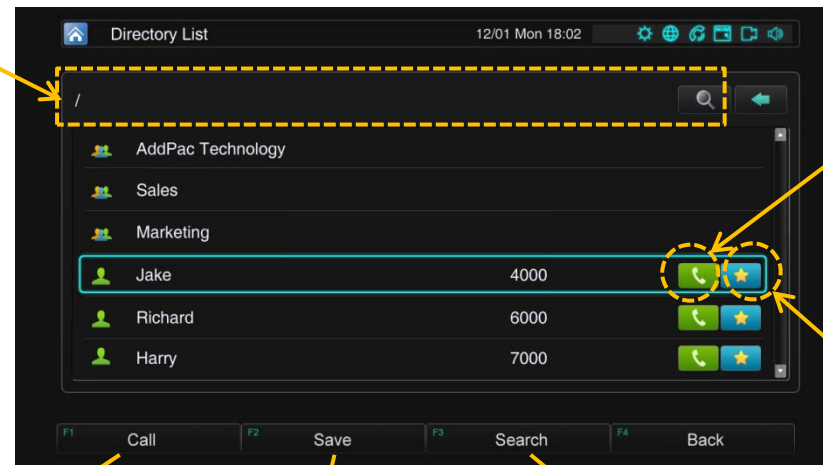 Directory List 12/01 Mon 18:02
/
AddPac Technology
Sales
Marketing
Jake 4000
Richard 6000
Harry 7000
F1 Call F2 Save F3 Search F4 Back